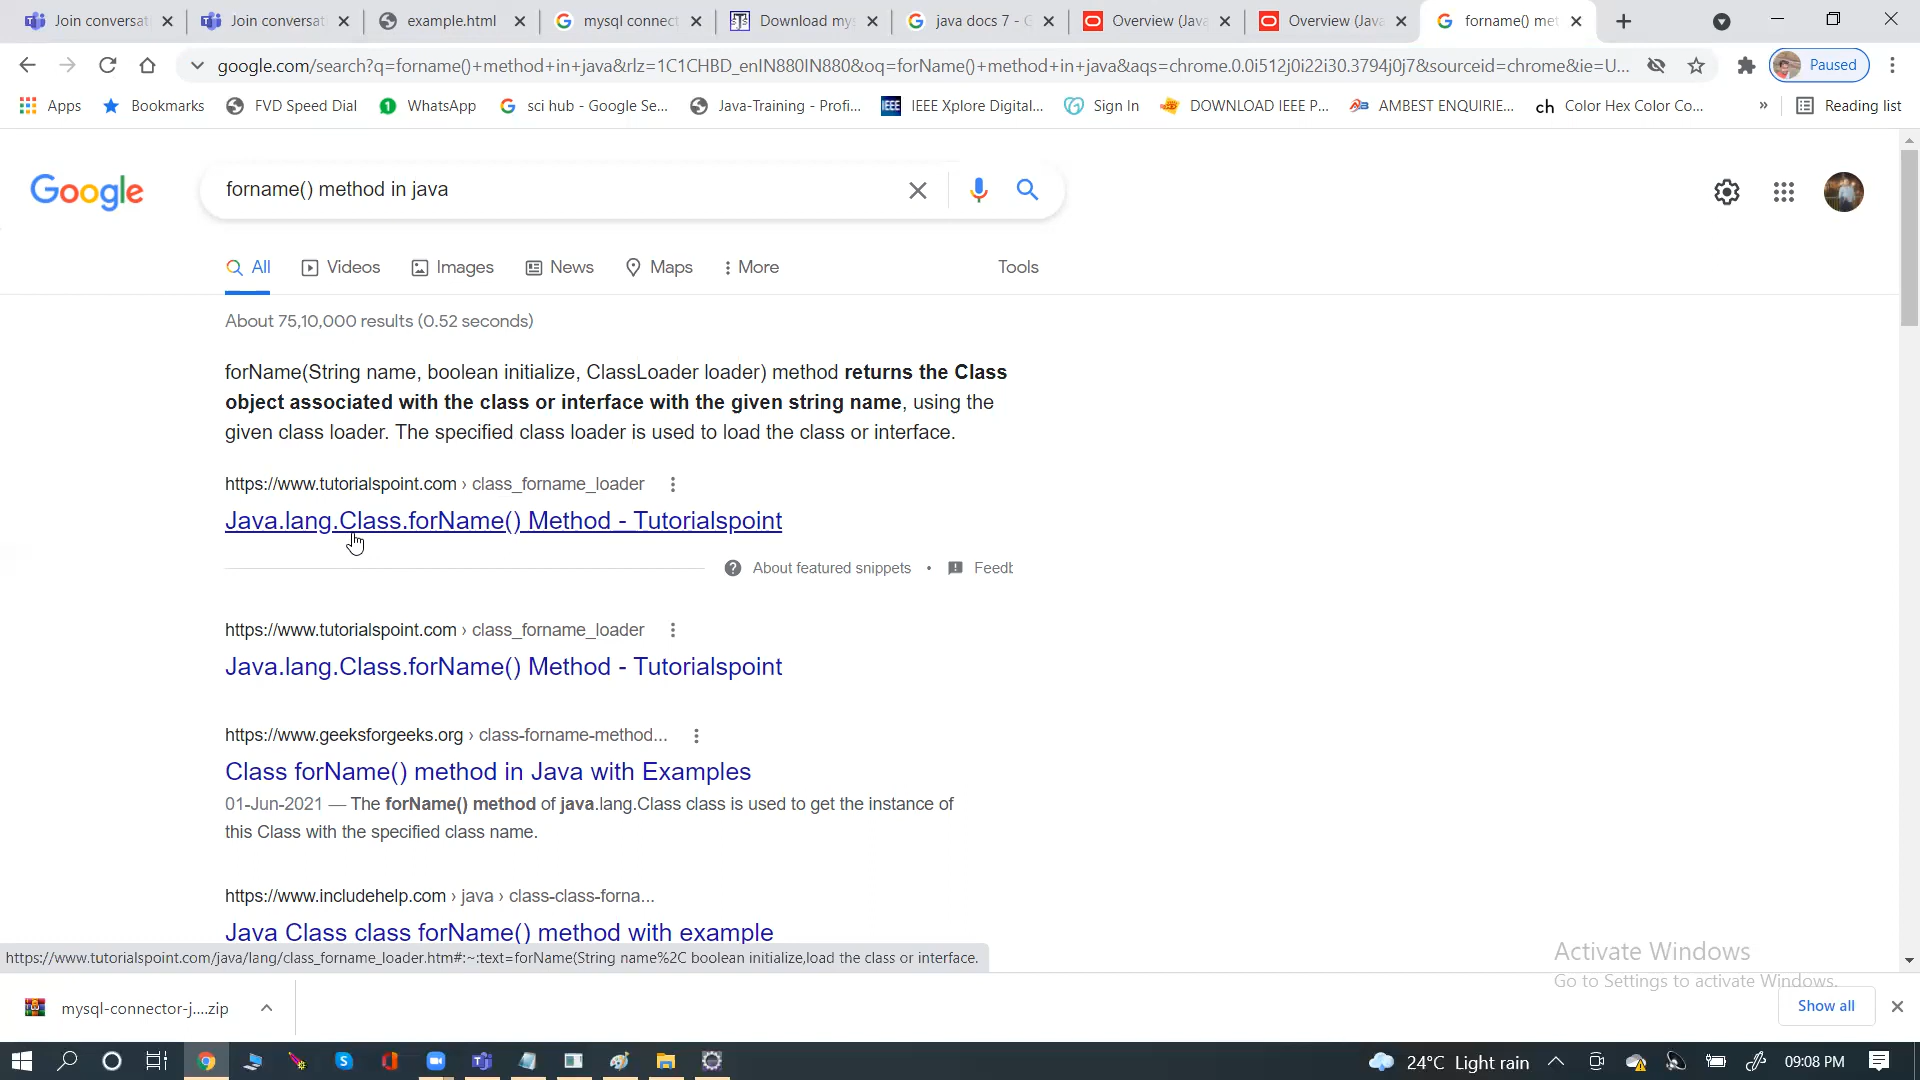 Join conversat
Join conversat
example.html
mysql connect
Download mys
java docs 7 - G
Overview (Java
Overview (Java
forname() met
google.com/search?q=forname()+method+in+java&rlz=1C1CHBD_enIN880IN880&oq=forName()+method+in+java&aqs=chrome.0.0i512j0i22i30.3794j0j7&sourceid=chrome&ie=U...
Paused
Apps
Bookmarks
FVD Speed Dial
WhatsApp
sci hub - Google Se...
Java-Training - Profi...
IEEE
IEEE Xplore Digital...
Sign In
DOWNLOAD IEEE P...
AMBEST ENQUIRIE...
ch Color Hex Color Co...
»
Reading list
Google
forname() method in java
All
Videos
Images
News
Maps
More
Tools
About 75,10,000 results (0.52 seconds)
forName(String name, boolean initialize, ClassLoader loader) method returns the Class
object associated with the class or interface with the given string name, using the
given class loader. The specified class loader is used to load the class or interface.
https://www.tutorialspoint.com › class_forname_loader
Java.lang.Class.forName() Method - Tutorialspoint
About featured snippets • Feedb
https://www.tutorialspoint.com › class_forname_loader
Java.lang.Class.forName() Method - Tutorialspoint
https://www.geeksforgeeks.org › class-forname-method...
Class forName() method in Java with Examples
01-Jun-2021 — The forName() method of java.lang.Class class is used to get the instance of
this Class with the specified class name.
https://www.includehelp.com › java › class-class-forna...
Java Class class forName() method with example
https://www.tutorialspoint.com/java/lang/class_forname_loader.htm#:~:text=forName(String name%2C boolean initialize,load the class or interface.
Activate Windows
Go to Settings to activate Windows.
mysql-connector-j....zip
Show all
24°C Light rain
09:08 PM